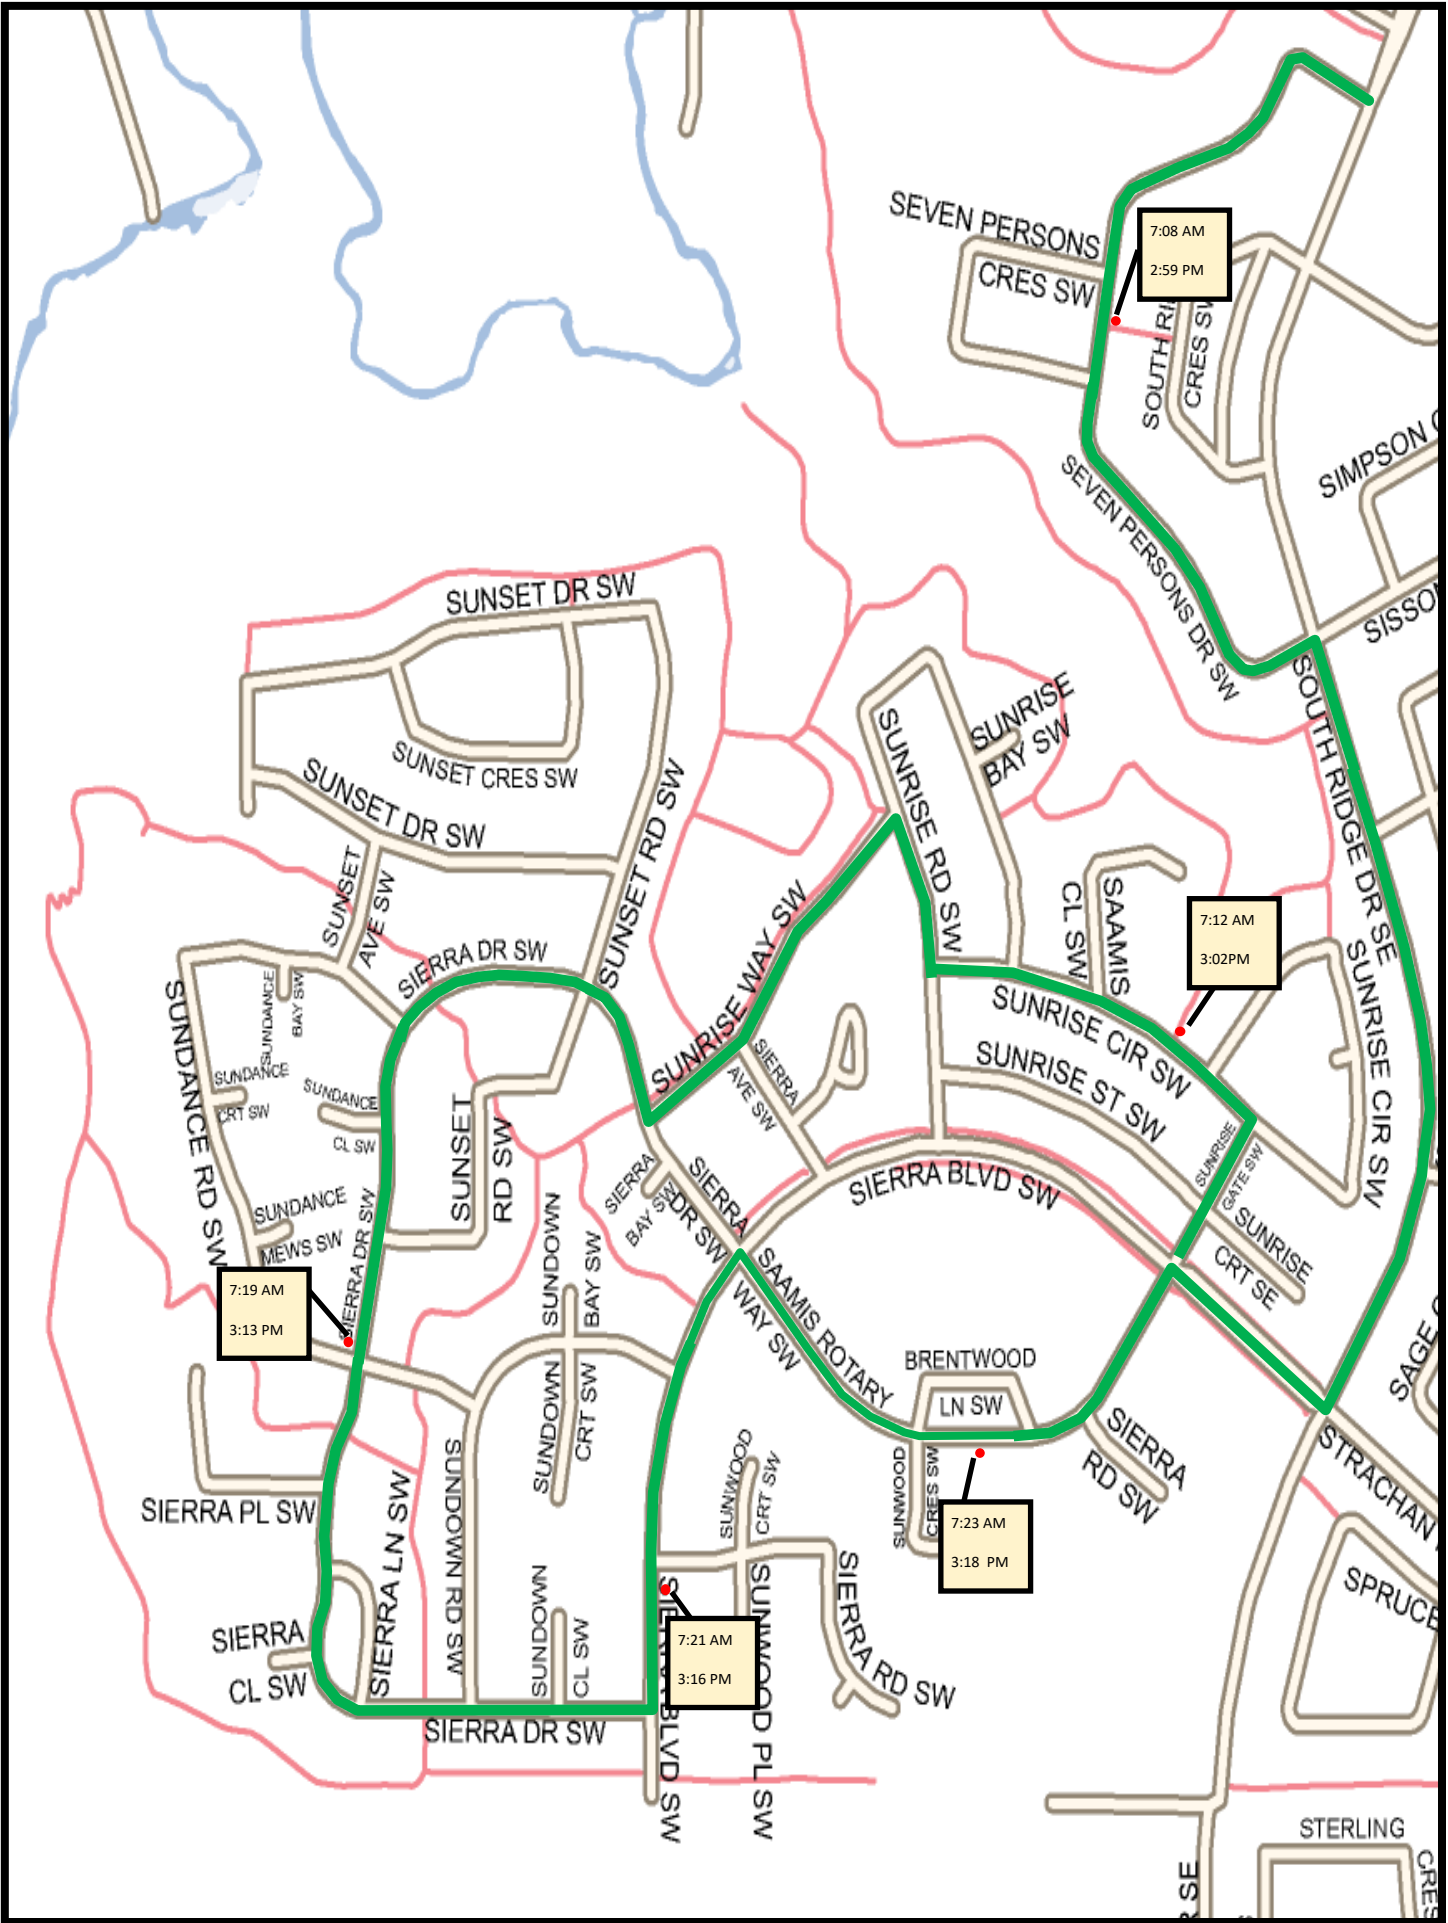 SEVEN PERSONS
CRES SW
7:08 AM
2:59 PM
SOUTH RI
CRES SW
SIMPSON
SEVEN PERSONS DR SW
SISSON
SOUTH RIDGE DR SE
SUNSET DR SW
SUNSET CRES SW
SUNSET DR SW
SUNSET RD SW
SUNSET
AVE SW
SUNRISE
BAY SW
SUNRISE RD SW
SAAMIS
CL SW
7:12 AM
3:02PM
SIERRA DR SW
SUNRISE WAY SW
SUNRISE CIR SW
SUNRISE CIR SW
SUNRISE ST SW
SUNDANCE RD SW
SUNDANCE
BAY SW
SUNDANCE
CRT SW
SUNDANCE
CL SW
SUNDANCE
MEWS SW
SUNSET
RD SW
SIERRA
AVE SW
SIERRA BLVD SW
SUNRISE
GATE SW
SUNRISE
CRT SE
SIERRA
BAY SW
SIERRA
DR SW
SIERRA DR SW
7:19 AM
3:13 PM
SUNDOWN
BAY SW
SUNDOWN
CRT SW
SAAMIS ROTARY
WAY SW
BRENTWOOD
LN SW
SIERRA
RD SW
SUNWOOD
CRES SW
7:23 AM
3:18 PM
STRACHAN
SAGE
SPRUCE
SIERRA PL SW
SIERRA LN SW
SUNDOWN RD SW
SUNWOOD
CRT SW
SIERRA
CL SW
SUNDOWN
CL SW
7:21 AM
3:16 PM
SIERRA BLVD SW
SUNWOOD PL SW
SIERRA RD SW
SIERRA DR SW
STERLING
CRES
R SE